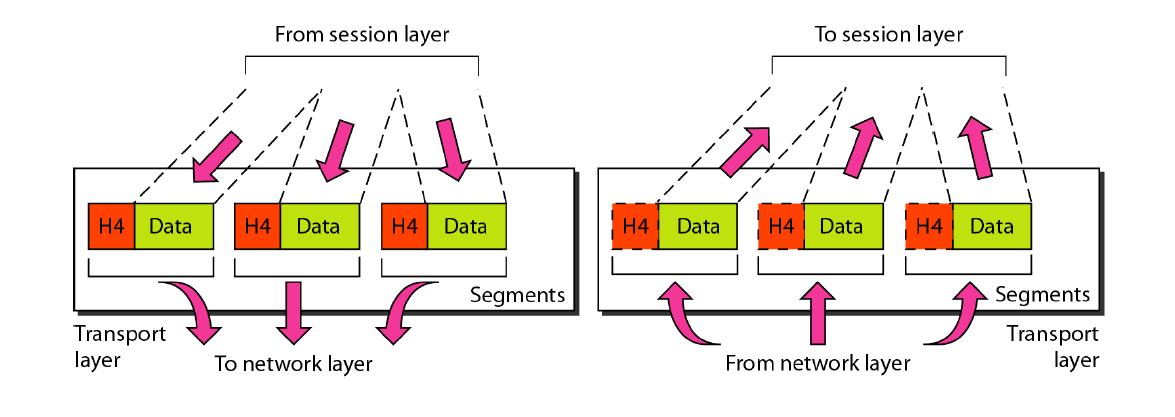 From session layer
H4 Data H4 Data H4 Data
Segments
Transport
layer
To network layer
To session layer
H4 Data H4 Data H4 Data
Segments
Transport
layer
From network layer